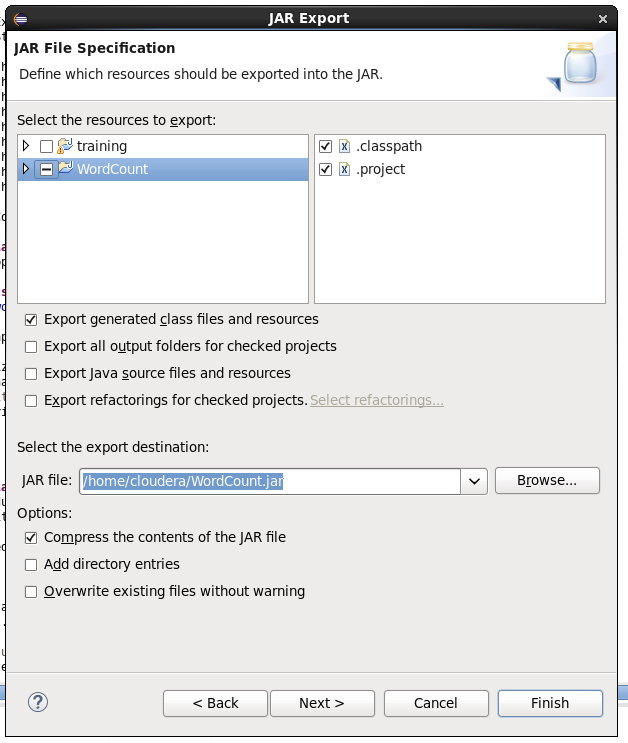 JAR Export
JAR File Specification
Define which resources should be exported into the JAR.
Select the resources to export:
training
WordCount
.classpath
.project
Export generated class files and resources
Export all output folders for checked projects
Export Java source files and resources
Export refactorings for checked projects. Select refactorings...
Select the export destination:
JAR file: /home/cloudera/WordCount.jar Browse...
Options:
Compress the contents of the JAR file
Add directory entries
Overwrite existing files without warning
< Back Next > Cancel Finish